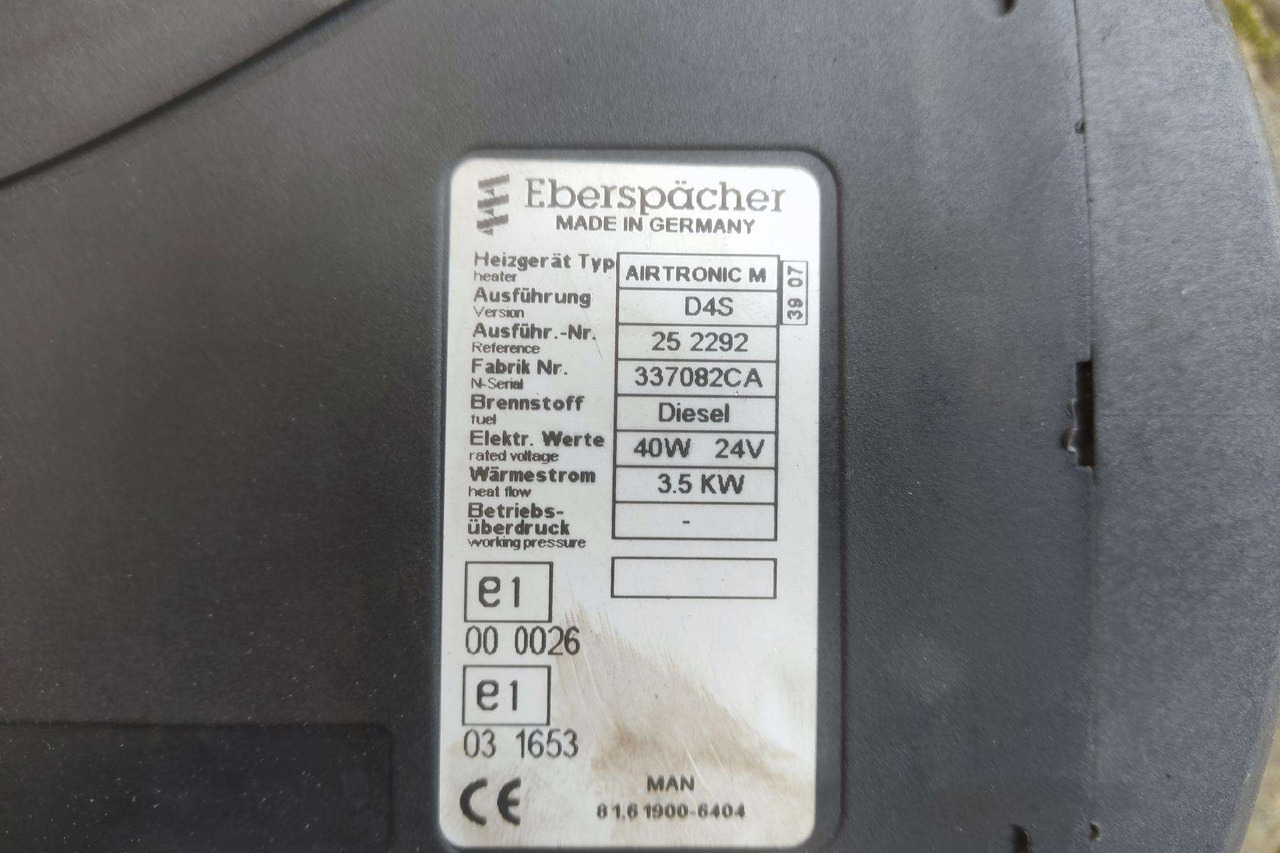 Eberspächer
MADE IN GERMANY
Heizgerät Typ AIRTRONIC M 39 07
heater
Ausführung D4S
Version
Ausführ.-Nr. 25 2292
Reference
Fabrik Nr. 337082CA
N-Serial
Brennstoff Diesel
fuel
Elektr. Werte 40W 24V
rated voltage
Wärmestrom 3.5 KW
heat flow
Betriebs-
überdruck -
working pressure
e1
00 0026
e1
03 1653
CE MAN
81.61900-6404